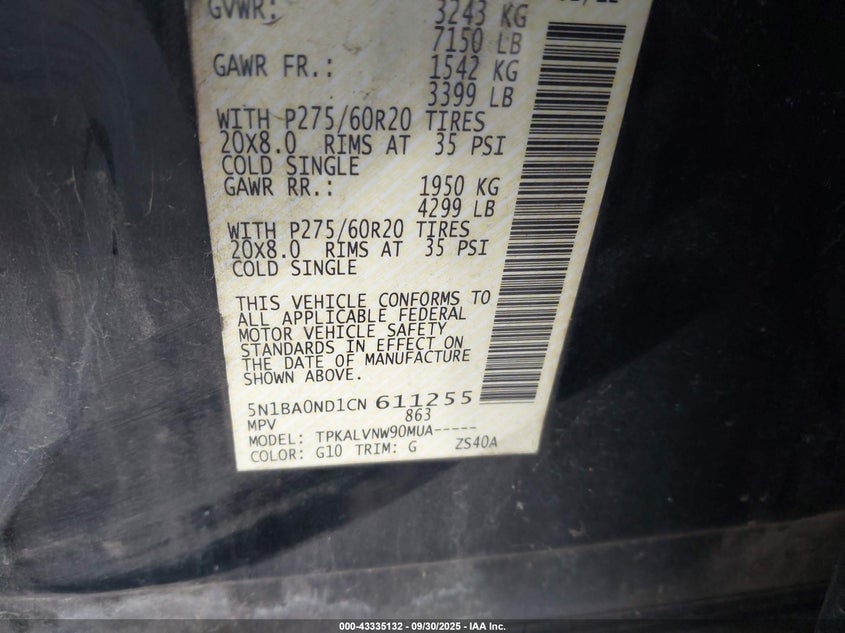 GVWR: 3243 KG
7150 LB
GAWR FR.: 1542 KG
3399 LB
WITH P275/60R20 TIRES
20X8.0 RIMS AT 35 PSI
COLD SINGLE
GAWR RR.: 1950 KG
4299 LB
WITH P275/60R20 TIRES
20X8.0 RIMS AT 35 PSI
COLD SINGLE
THIS VEHICLE CONFORMS TO
ALL APPLICABLE FEDERAL
MOTOR VEHICLE SAFETY
STANDARDS IN EFFECT ON
THE DATE OF MANUFACTURE
SHOWN ABOVE.
5N1BA0ND1CN 611255
MPV 863
MODEL: TPKALVNW90MUA-----
COLOR: G10 TRIM: G ZS40A
000-43335132 - 09/30/2025 - IAA Inc.